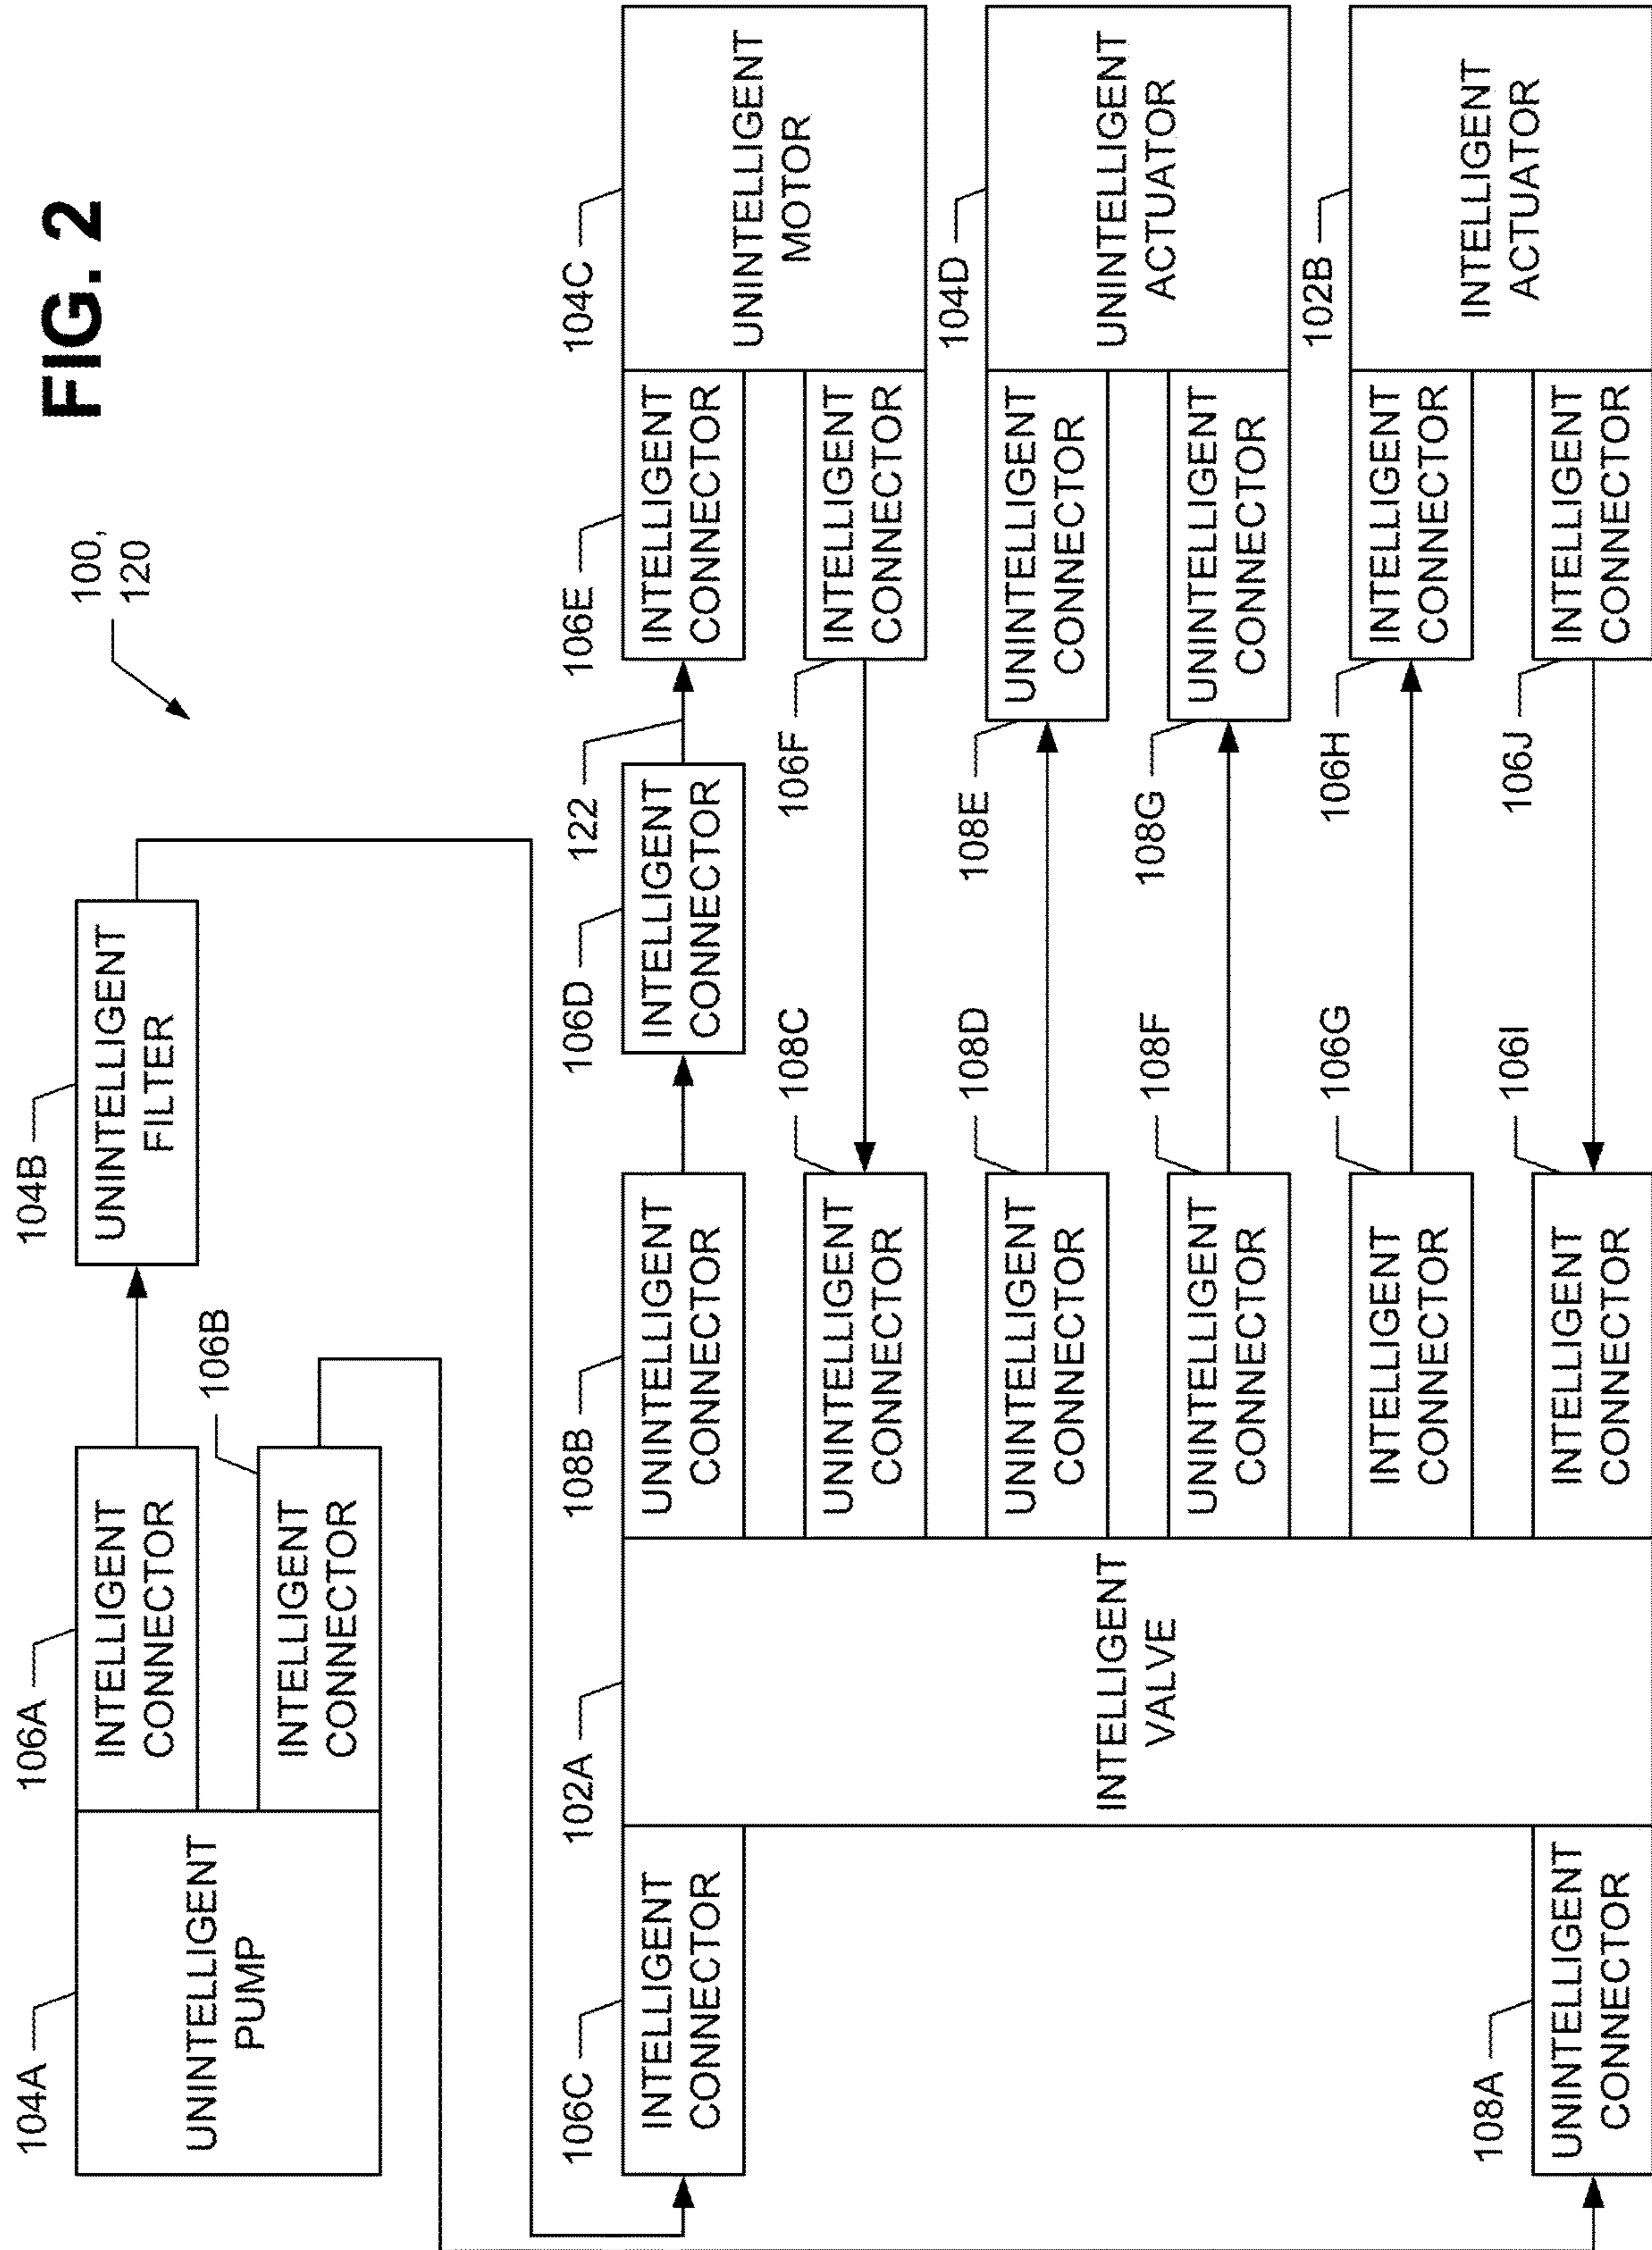 FIG. 2
100,
120
104A
UNINTELLIGENT
PUMP
106A
INTELLIGENT
CONNECTOR
106B
INTELLIGENT
CONNECTOR
104B
UNINTELLIGENT
FILTER
106C
INTELLIGENT
CONNECTOR
108A
UNINTELLIGENT
CONNECTOR
102A
INTELLIGENT
VALVE
108B
UNINTELLIGENT
CONNECTOR
106D
INTELLIGENT
CONNECTOR
122
106E
INTELLIGENT
CONNECTOR
104C
UNINTELLIGENT
MOTOR
108C
UNINTELLIGENT
CONNECTOR
106F
INTELLIGENT
CONNECTOR
108D
UNINTELLIGENT
CONNECTOR
108E
UNINTELLIGENT
CONNECTOR
104D
UNINTELLIGENT
ACTUATOR
108F
UNINTELLIGENT
CONNECTOR
108G
UNINTELLIGENT
CONNECTOR
106G
INTELLIGENT
CONNECTOR
106H
INTELLIGENT
CONNECTOR
102B
INTELLIGENT
ACTUATOR
106I
INTELLIGENT
CONNECTOR
106J
INTELLIGENT
CONNECTOR